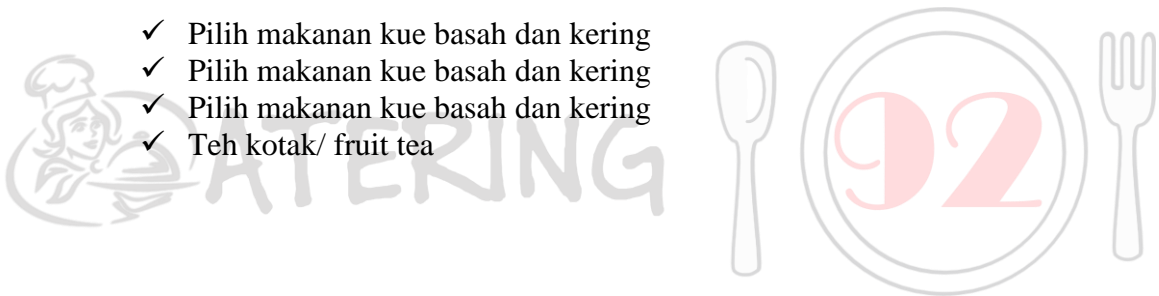 ✓ Pilih makanan kue basah dan kering
✓ Pilih makanan kue basah dan kering
✓ Pilih makanan kue basah dan kering
✓ Teh kotak/ fruit tea
CATERING
92